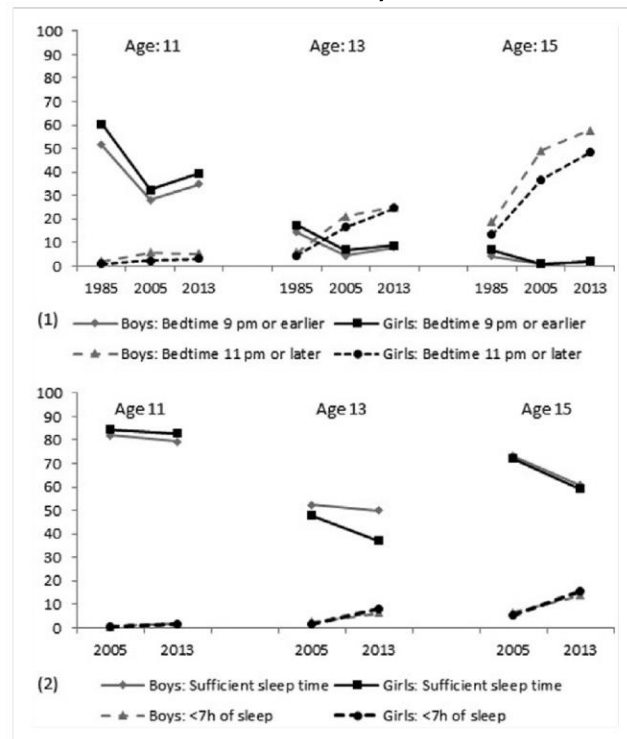 100
90
80
70
60
50
40
30
20
10
0
Age: 11 Age: 13 Age: 15
1985 2005 2013 1985 2005 2013 1985 2005 2013
(1) Boys: Bedtime 9 pm or earlier Girls: Bedtime 9 pm or earlier
Boys: Bedtime 11 pm or later Girls: Bedtime 11 pm or later
100
90
80
70
60
50
40
30
20
10
0
Age 11 Age 13 Age 15
2005 2013 2005 2013 2005 2013
(2) Boys: Sufficient sleep time Girls: Sufficient sleep time
Boys: <7h of sleep Girls: <7h of sleep